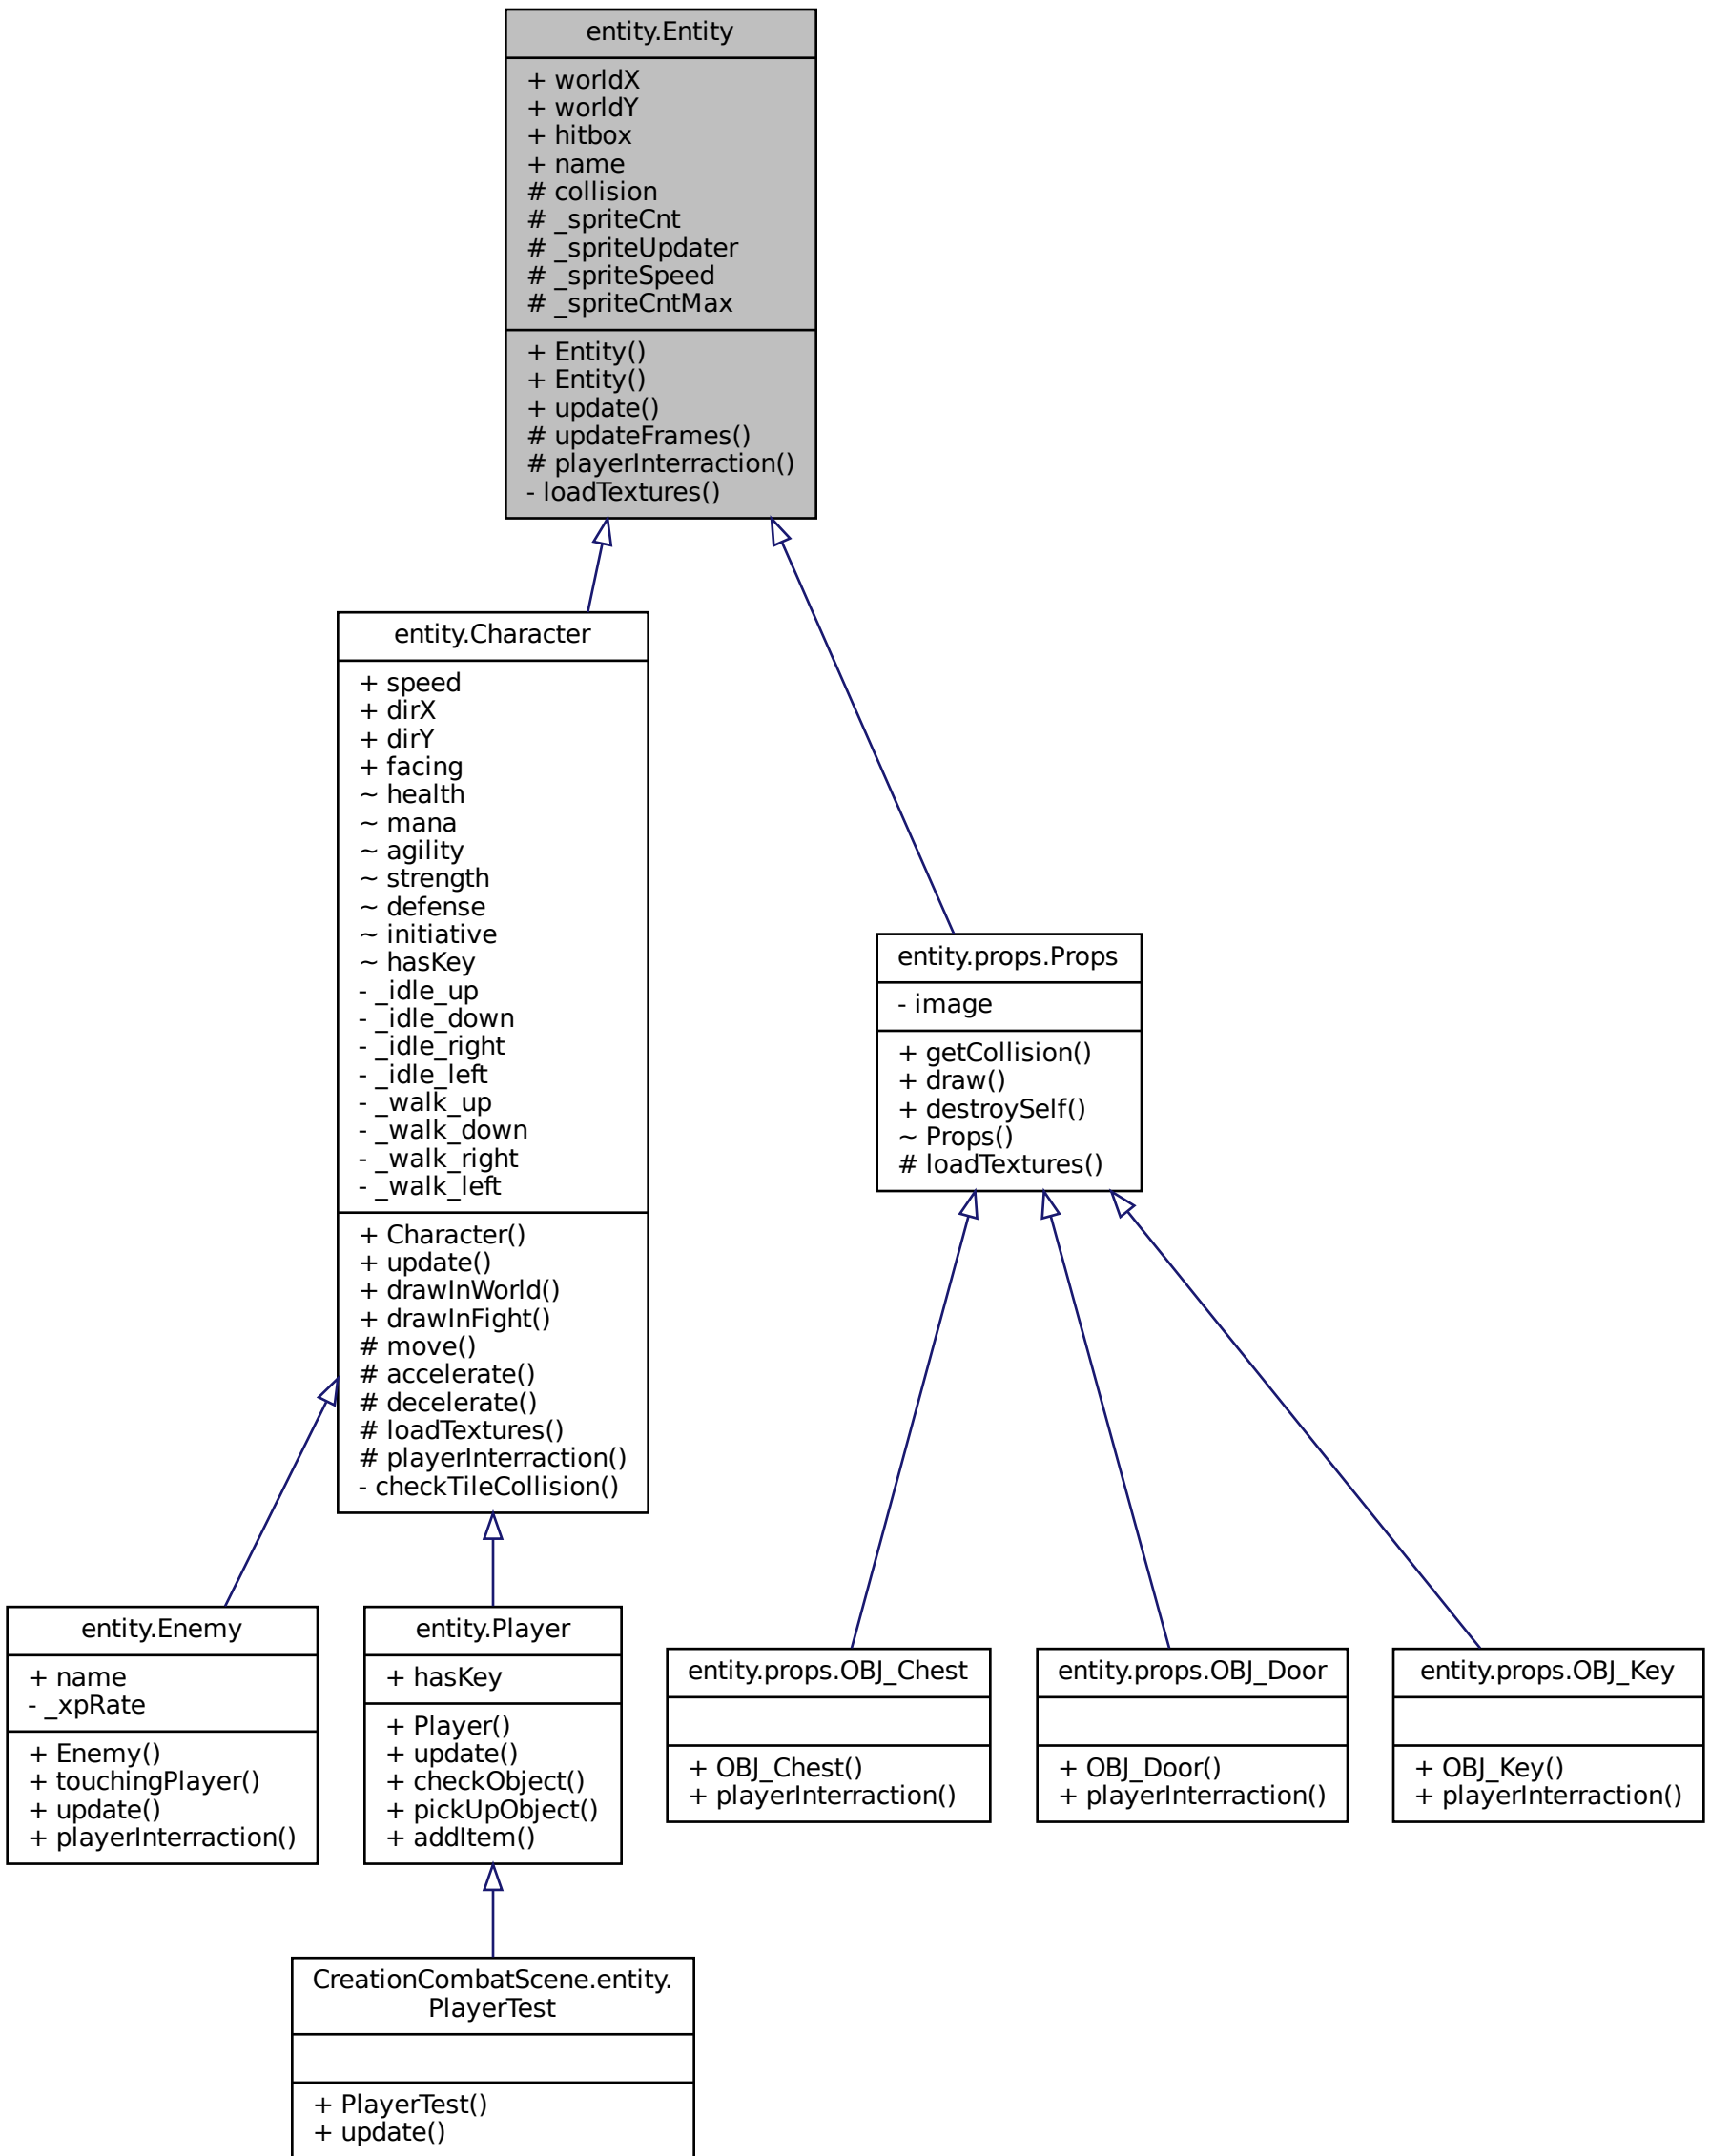 entity.Entity
+ worldX
+ worldY
+ hitbox
+ name
# collision
# _spriteCnt
# _spriteUpdater
# _spriteSpeed
# _spriteCntMax
+ Entity()
+ Entity()
+ update()
# updateFrames()
# playerInterraction()
- loadTextures()
entity.Character
+ speed
+ dirX
+ dirY
+ facing
~ health
~ mana
~ agility
~ strength
~ defense
~ initiative
~ hasKey
- _idle_up
- _idle_down
- _idle_right
- _idle_left
- _walk_up
- _walk_down
- _walk_right
- _walk_left
+ Character()
+ update()
+ drawInWorld()
+ drawInFight()
# move()
# accelerate()
# decelerate()
# loadTextures()
# playerInterraction()
- checkTileCollision()
entity.props.Props
- image
+ getCollision()
+ draw()
+ destroySelf()
~ Props()
# loadTextures()
entity.Enemy
+ name
- _xpRate
+ Enemy()
+ touchingPlayer()
+ update()
+ playerInterraction()
entity.Player
+ hasKey
+ Player()
+ update()
+ checkObject()
+ pickUpObject()
+ addItem()
entity.props.OBJ_Chest
+ OBJ_Chest()
+ playerInterraction()
entity.props.OBJ_Door
+ OBJ_Door()
+ playerInterraction()
entity.props.OBJ_Key
+ OBJ_Key()
+ playerInterraction()
CreationCombatScene.entity.
PlayerTest
+ PlayerTest()
+ update()